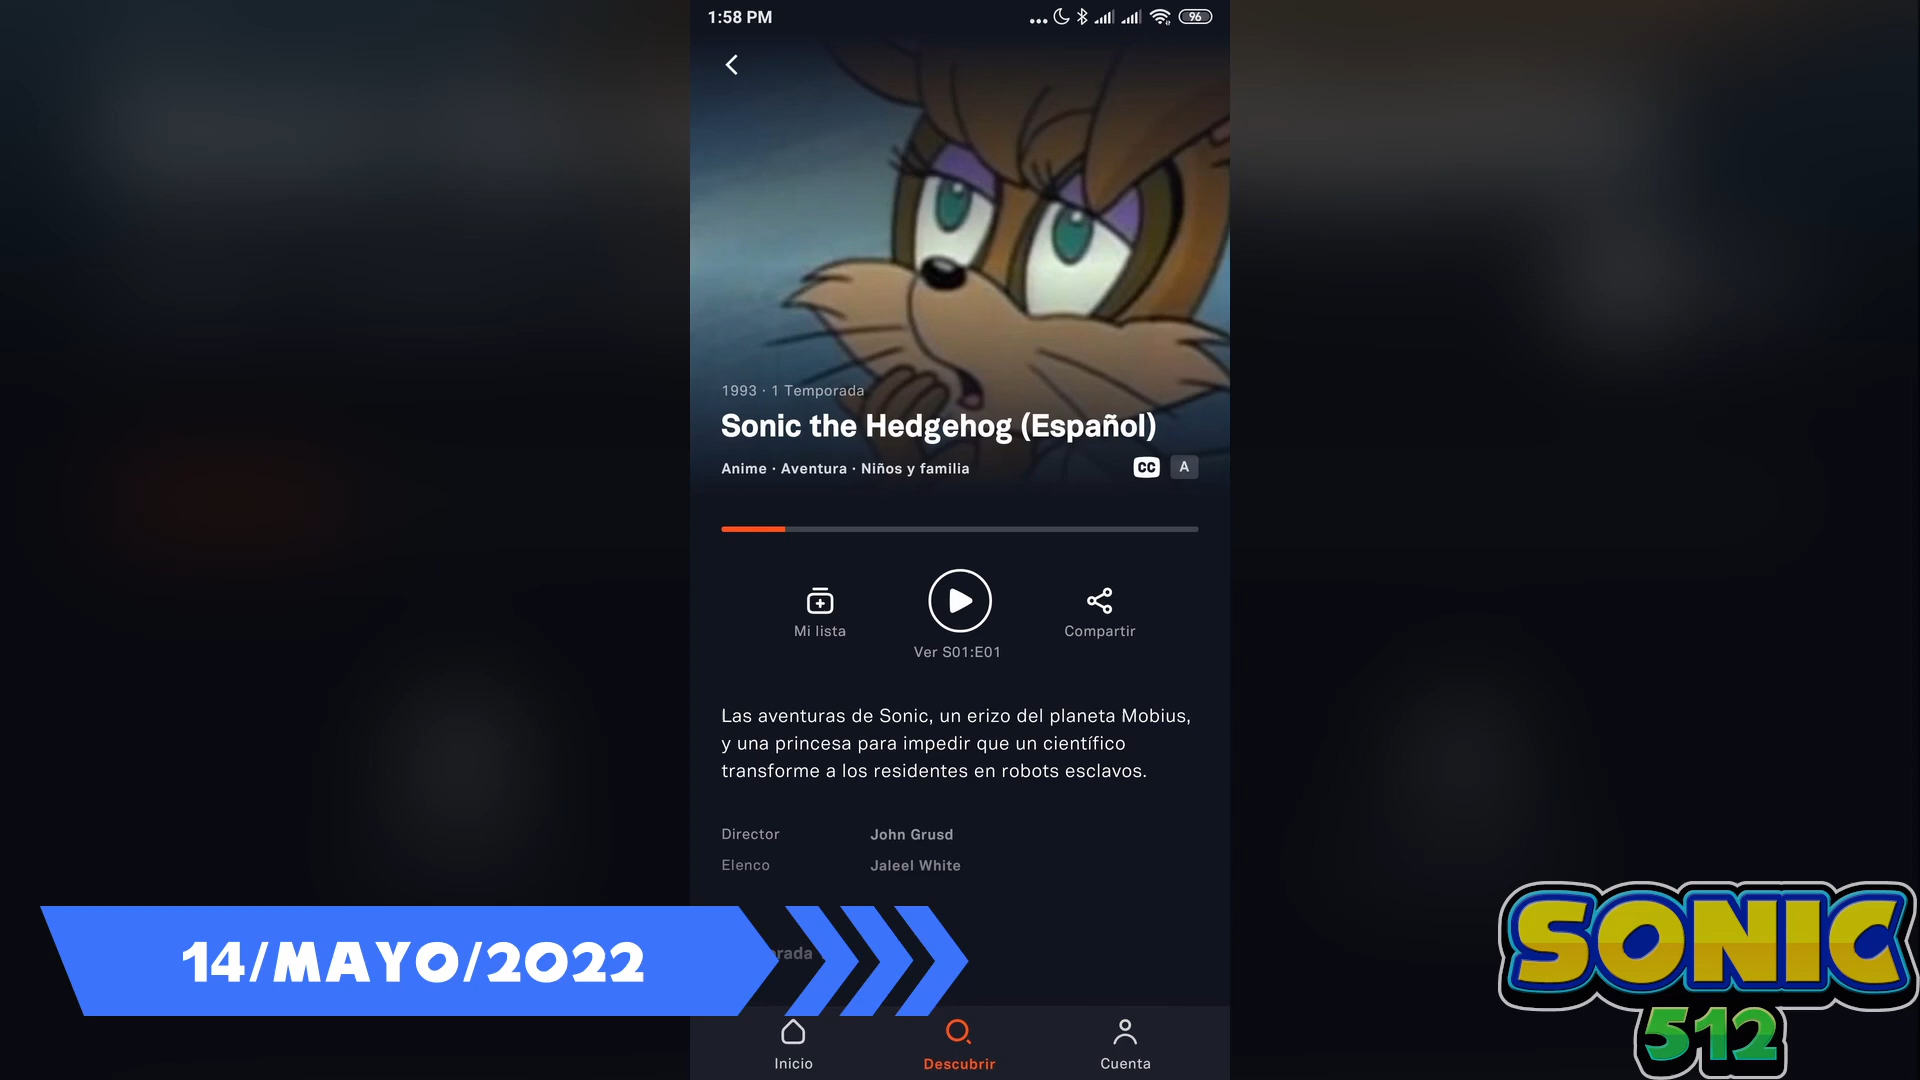 1:58 PM
96
1993 · 1 Temporada
Sonic the Hedgehog (Español)
Anime · Aventura · Niños y familia
CC A
Mi lista
Compartir
Ver S01:E01
Las aventuras de Sonic, un erizo del planeta Mobius,
y una princesa para impedir que un científico
transforme a los residentes en robots esclavos.
Director John Grusd
Elenco Jaleel White
14/MAYO/2022
Inicio
Descubrir
Cuenta
SONIC
512